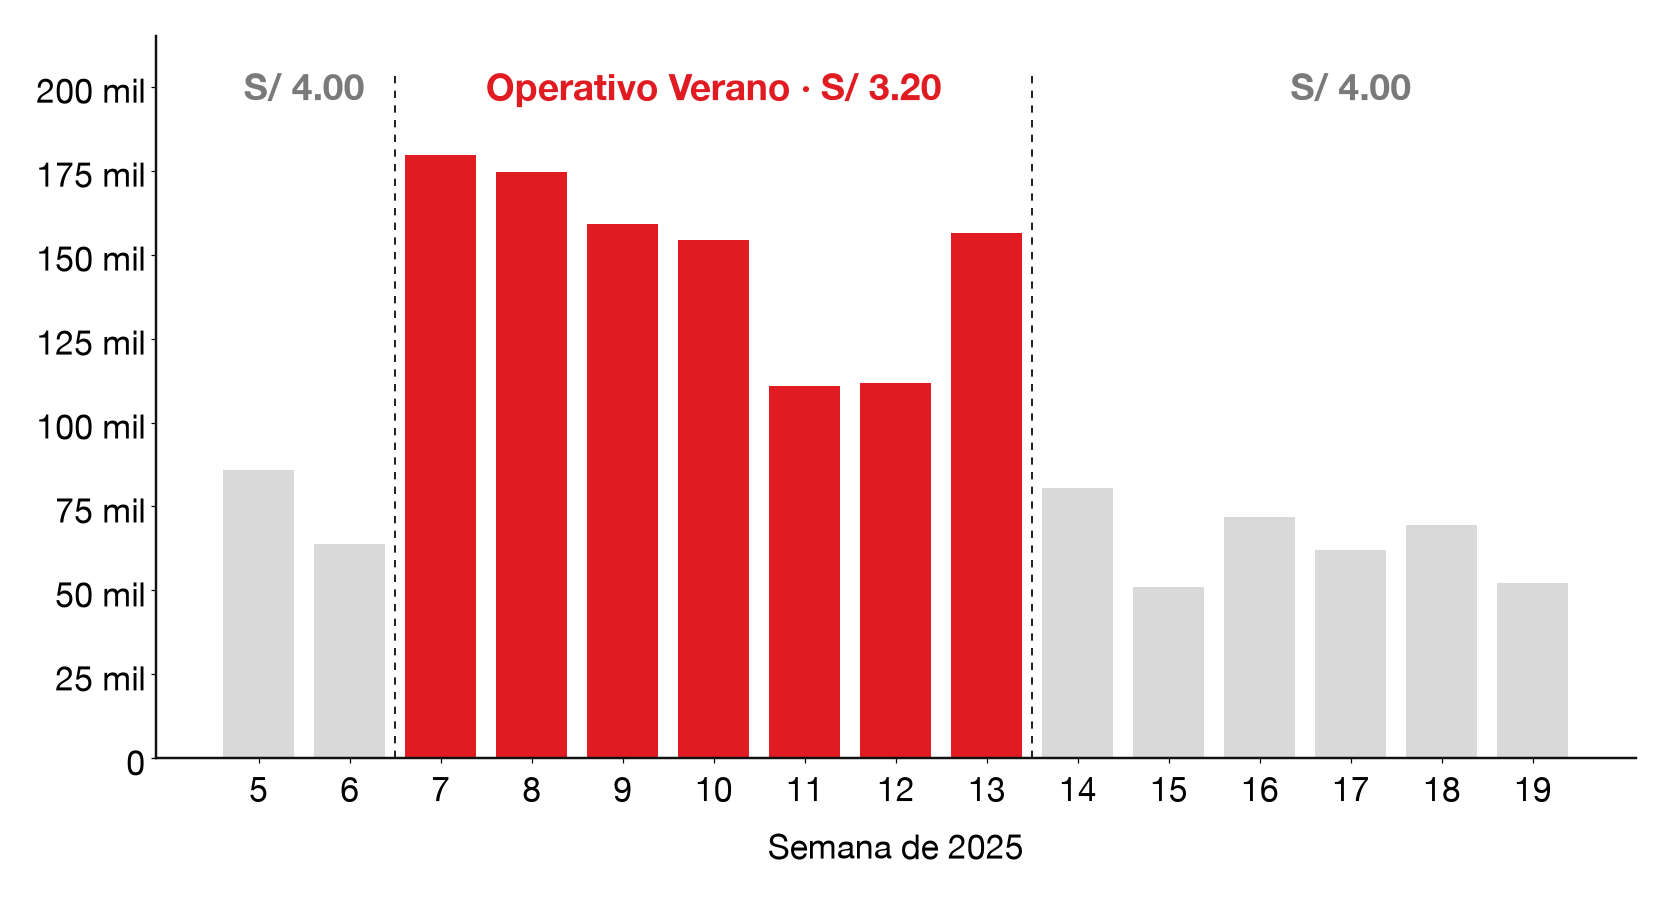 S/ 4.00
Operativo Verano · S/ 3.20
S/ 4.00
200 mil
175 mil
150 mil
125 mil
100 mil
75 mil
50 mil
25 mil
0
5 6 7 8 9 10 11 12 13 14 15 16 17 18 19
Semana de 2025